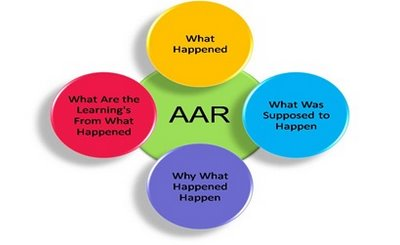 What
Happened
What Are the
Learning's
From What
Happened
AAR
What Was
Supposed to
Happen
Why What
Happened
Happen